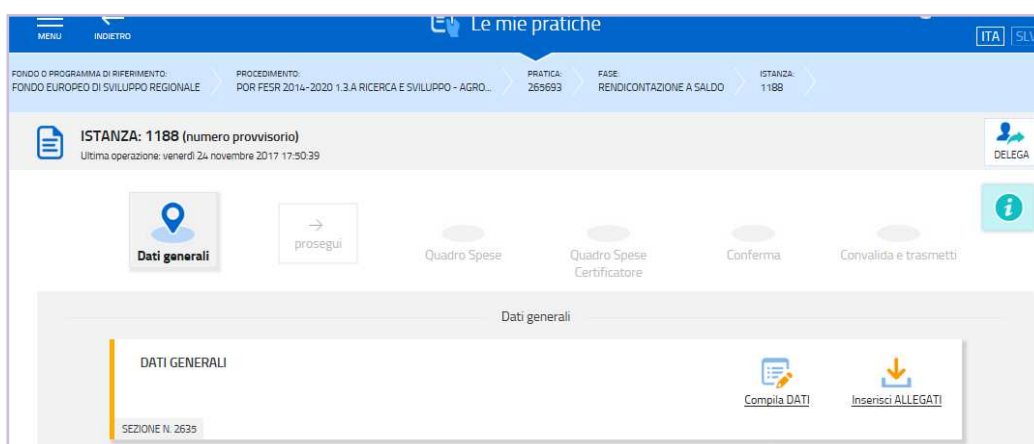 Le mie pratiche
MENU
INDIETRO
ITA
SLV
FONDO O PROGRAMMA DI RIFERIMENTO:
FONDO EUROPEO DI SVILUPPO REGIONALE
PROCEDIMENTO:
POR FESR 2014-2020 1.3.A RICERCA E SVILUPPO - AGRO...
PRATICA:
265693
FASE:
RENDICONTAZIONE A SALDO
ISTANZA:
1188
ISTANZA: 1188 (numero provvisorio)
Ultima operazione: venerdì 24 novembre 2017 17:50:39
DELEGA
Dati generali
prosegui
Quadro Spese
Quadro Spese
Certificatore
Conferma
Convalida e trasmetti
Dati generali
DATI GENERALI
Compila DATI
Inserisci ALLEGATI
SEZIONE N. 2635